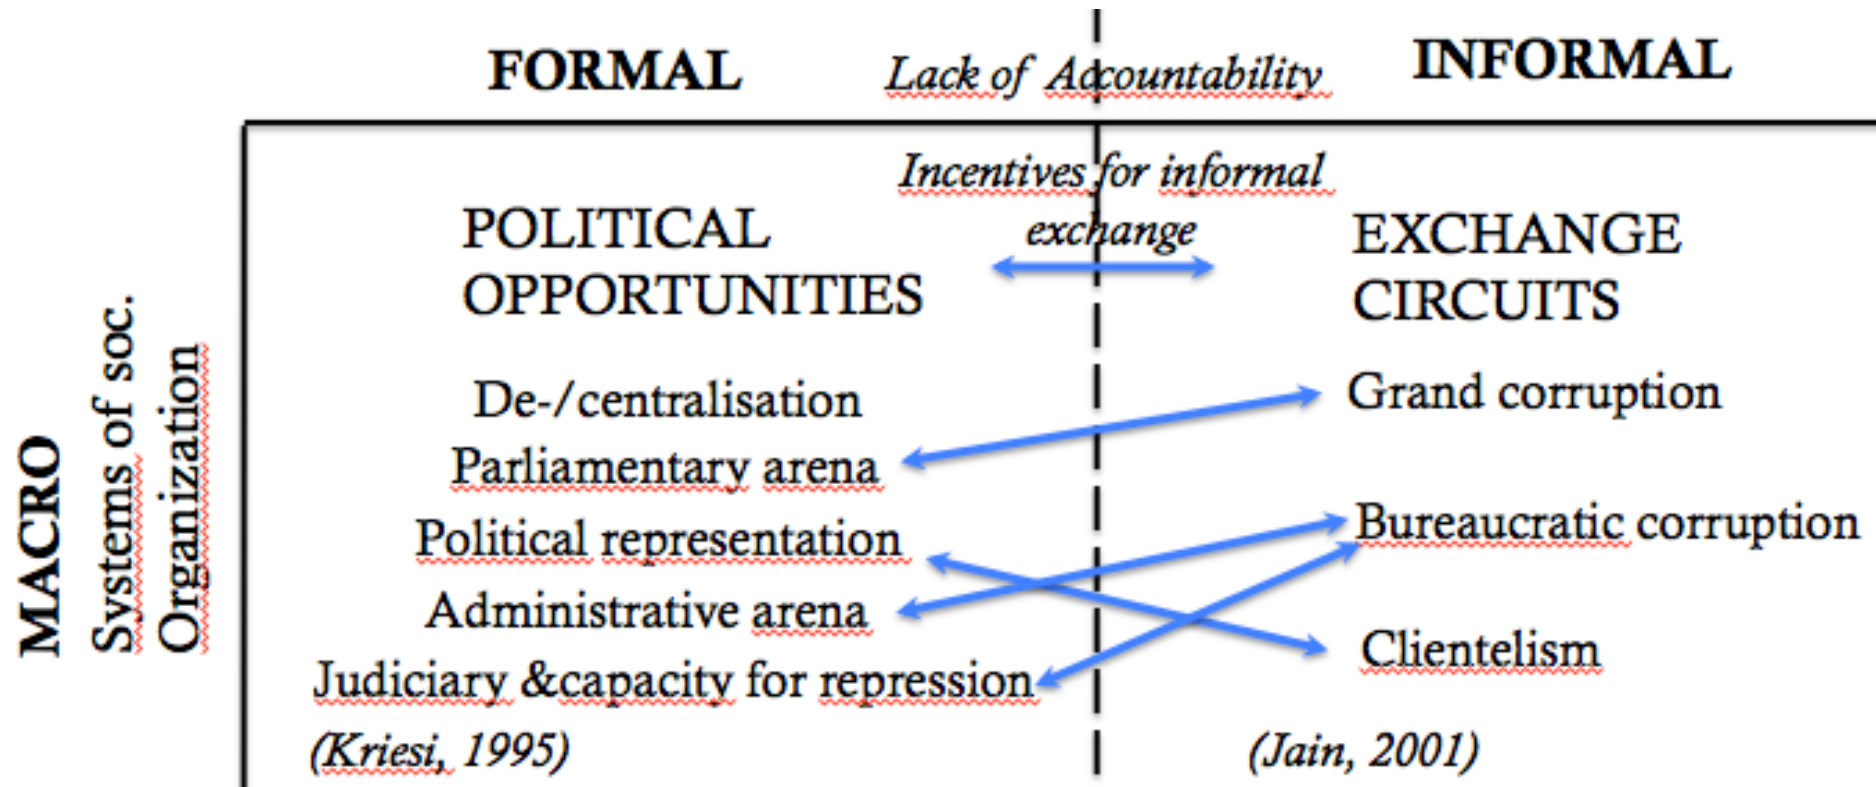 FORMAL
Lack of Accountability
INFORMAL
Incentives for informal
exchange
POLITICAL
OPPORTUNITIES
EXCHANGE
CIRCUITS
De-/centralisation
Parliamentary arena
Political representation
Administrative arena
Judiciary &capacity for repression
(Kriesi, 1995)
Grand corruption
Bureaucratic corruption
Clientelism
(Jain, 2001)
MACRO
Systems of soc.
Organization